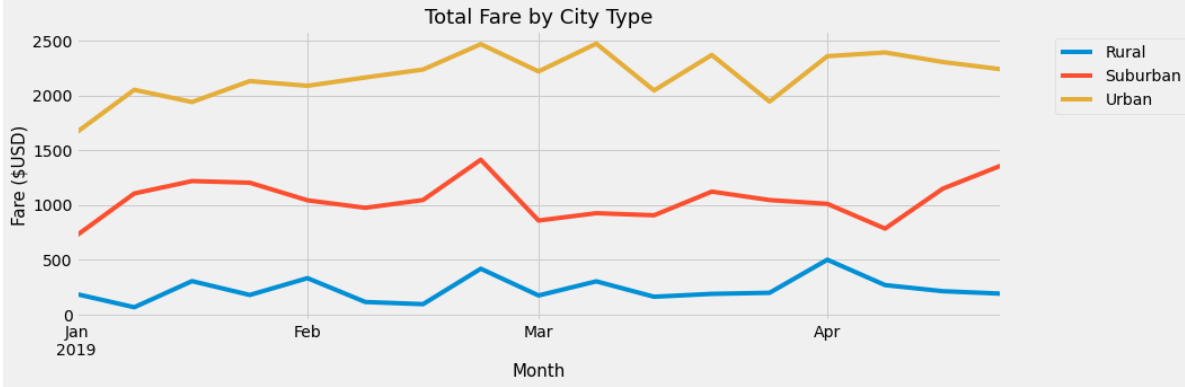 Total Fare by City Type
Fare ($USD)
2500
2000
1500
1000
500
0
Jan
2019
Feb
Mar
Apr
Month
Rural
Suburban
Urban